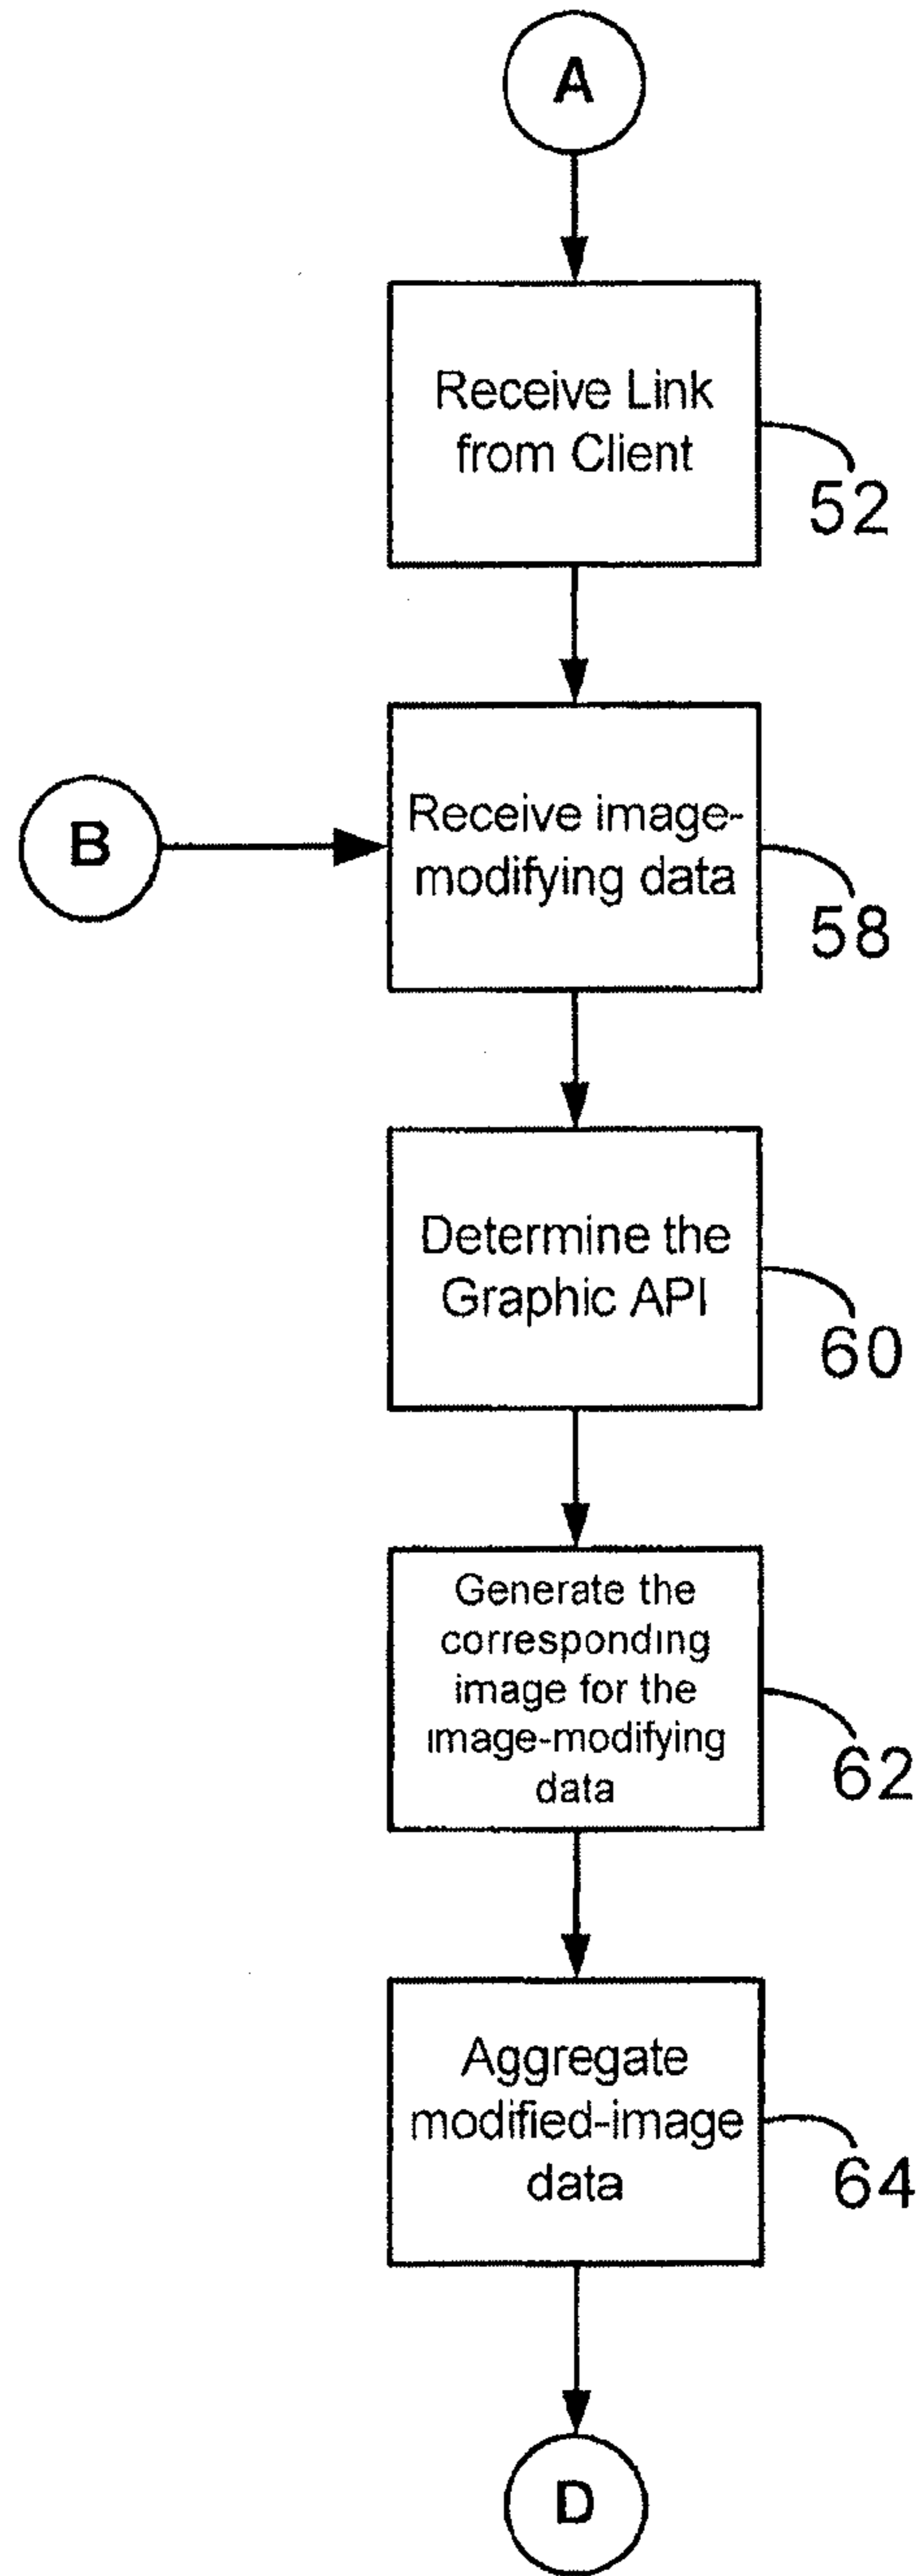 A
Receive Link
from Client
52
B
Receive image-
modifying data
58
Determine the
Graphic API
60
Generate the
corresponding
image for the
image-modifying
data
62
Aggregate
modified-image
data
64
D